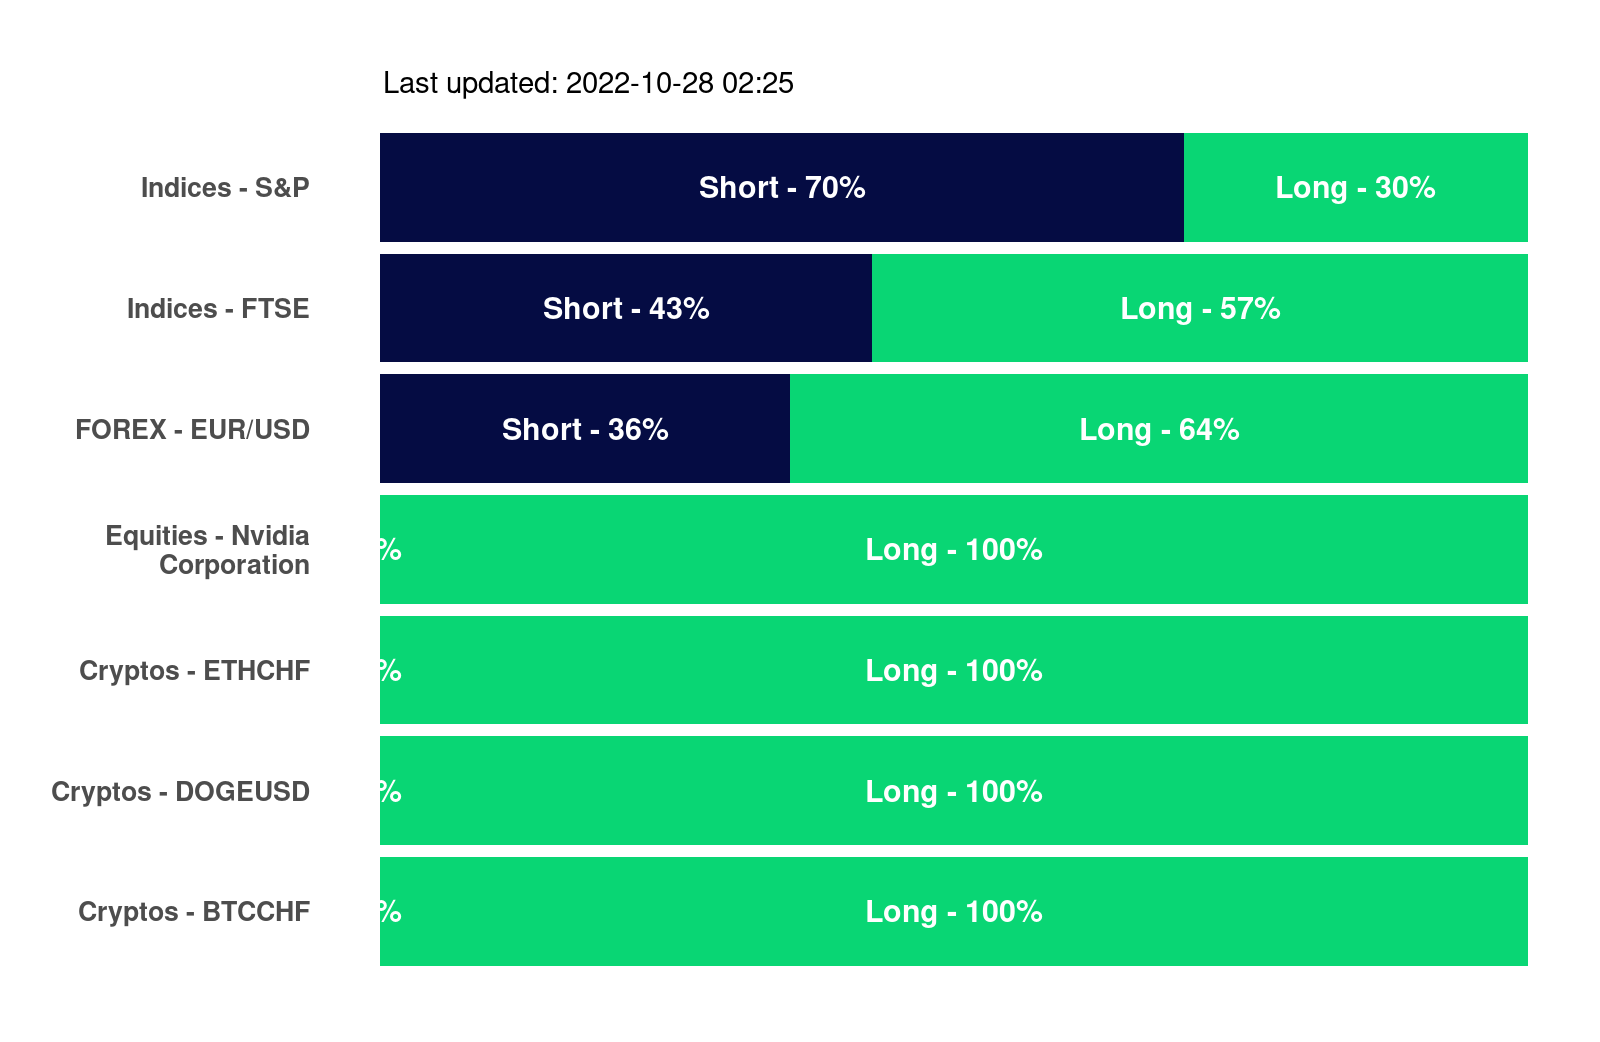 Last updated: 2022-10-28 02:25
Indices - S&P
Short - 70%
Long - 30%
Indices - FTSE
Short - 43%
Long - 57%
FOREX - EUR/USD
Short - 36%
Long - 64%
Equities - Nvidia
Corporation
%
Long - 100%
Cryptos - ETHCHF
%
Long - 100%
Cryptos - DOGEUSD
%
Long - 100%
Cryptos - BTCCHF
%
Long - 100%